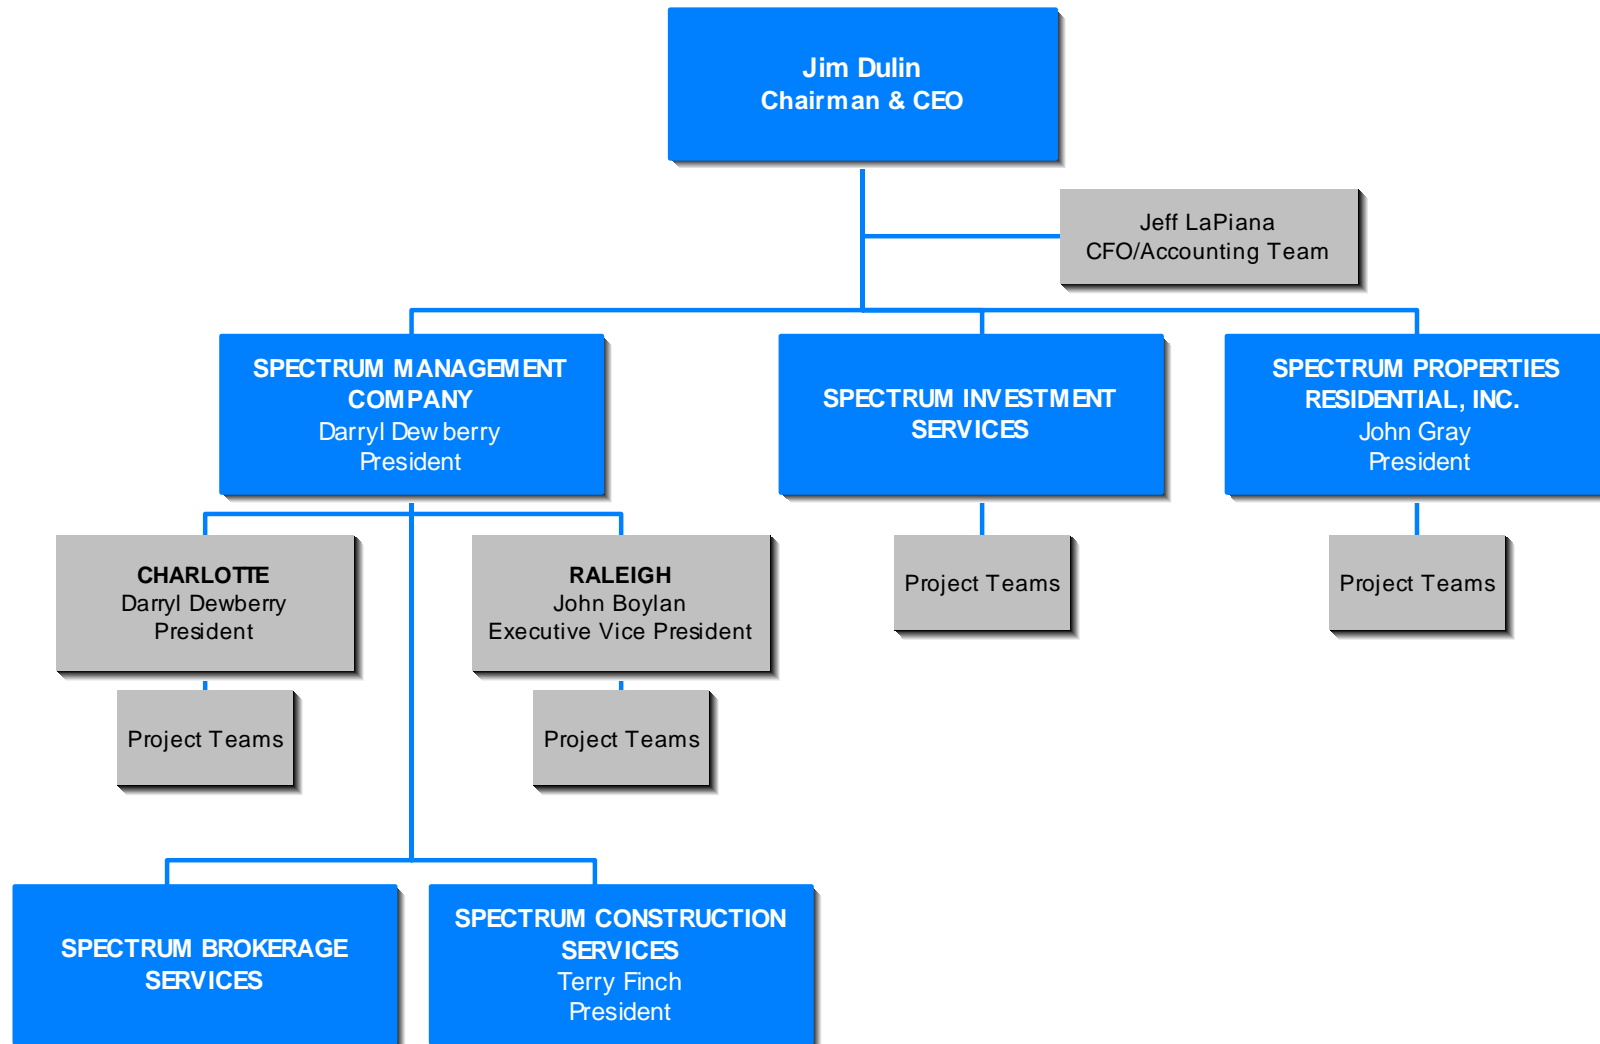 Jim Dulin
Chairman & CEO
Jeff LaPiana
CFO/Accounting Team
SPECTRUM MANAGEMENT
COMPANY
Darryl Dewberry
President
SPECTRUM INVESTMENT
SERVICES
SPECTRUM PROPERTIES
RESIDENTIAL, INC.
John Gray
President
CHARLOTTE
Darryl Dewberry
President
RALEIGH
John Boylan
Executive Vice President
Project Teams
Project Teams
Project Teams
Project Teams
SPECTRUM BROKERAGE
SERVICES
SPECTRUM CONSTRUCTION
SERVICES
Terry Finch
President